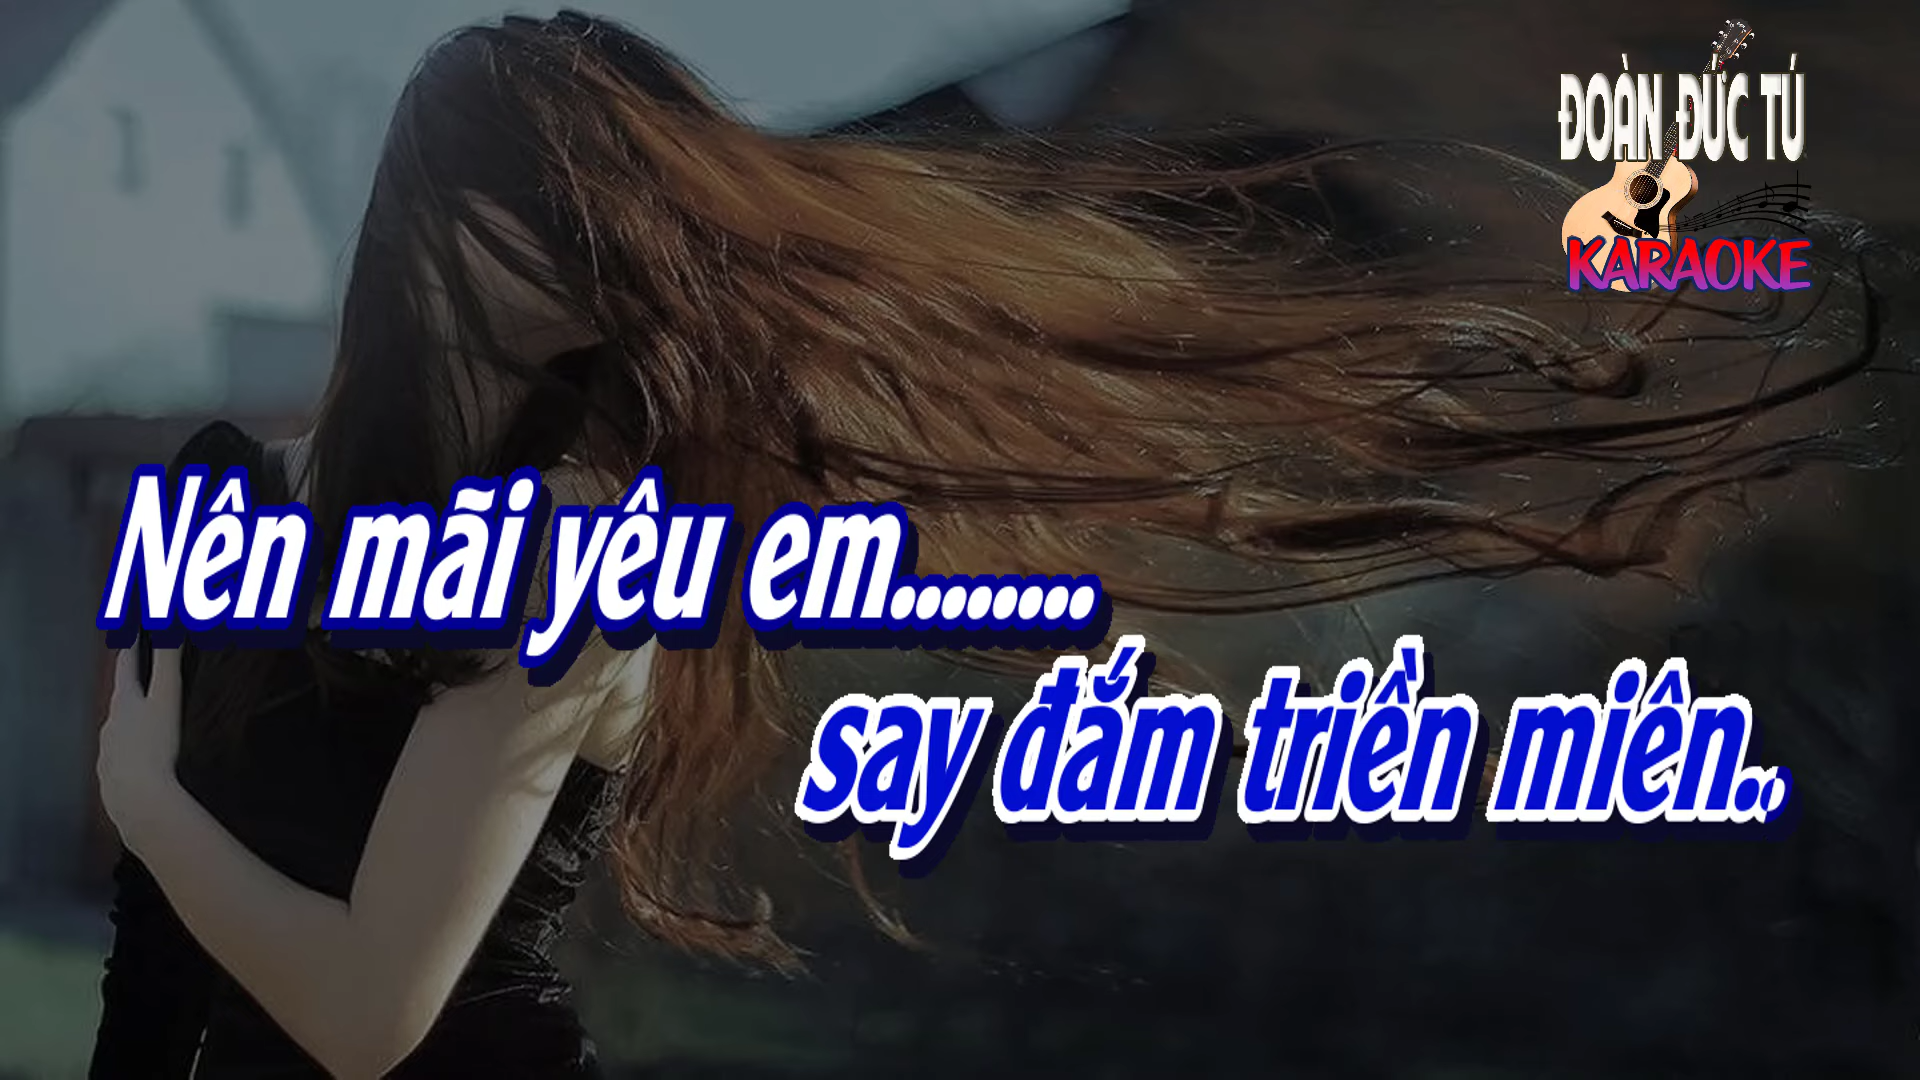 ĐOÀN ĐỨC TÚ
KARAOKE
Nên mãi yêu em........
say đắm triền miên..